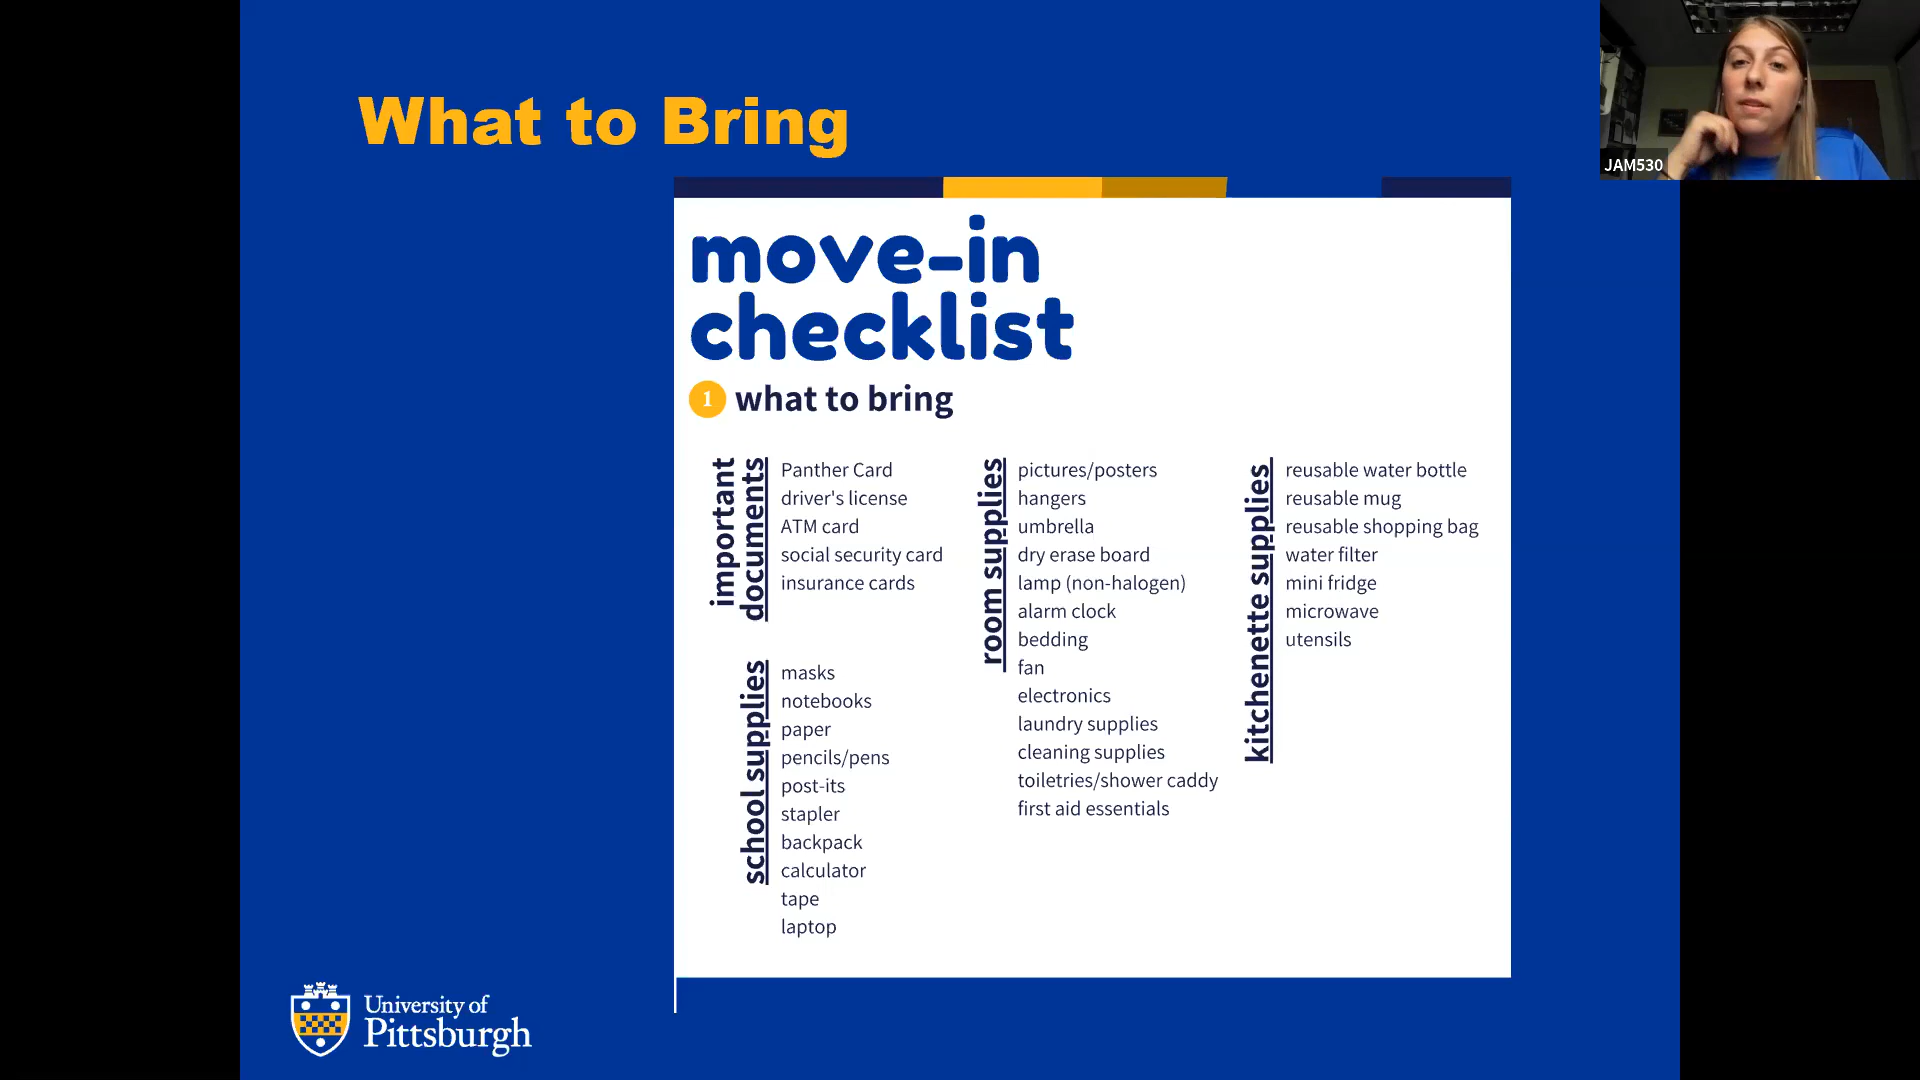 What to Bring
JAM530
move-in
checklist
1 what to bring
important
documents
Panther Card
driver's license
ATM card
social security card
insurance cards
school supplies
masks
notebooks
paper
pencils/pens
post-its
stapler
backpack
calculator
tape
laptop
room supplies
pictures/posters
hangers
umbrella
dry erase board
lamp (non-halogen)
alarm clock
bedding
fan
electronics
laundry supplies
cleaning supplies
toiletries/shower caddy
first aid essentials
kitchenette supplies
reusable water bottle
reusable mug
reusable shopping bag
water filter
mini fridge
microwave
utensils
University of
Pittsburgh